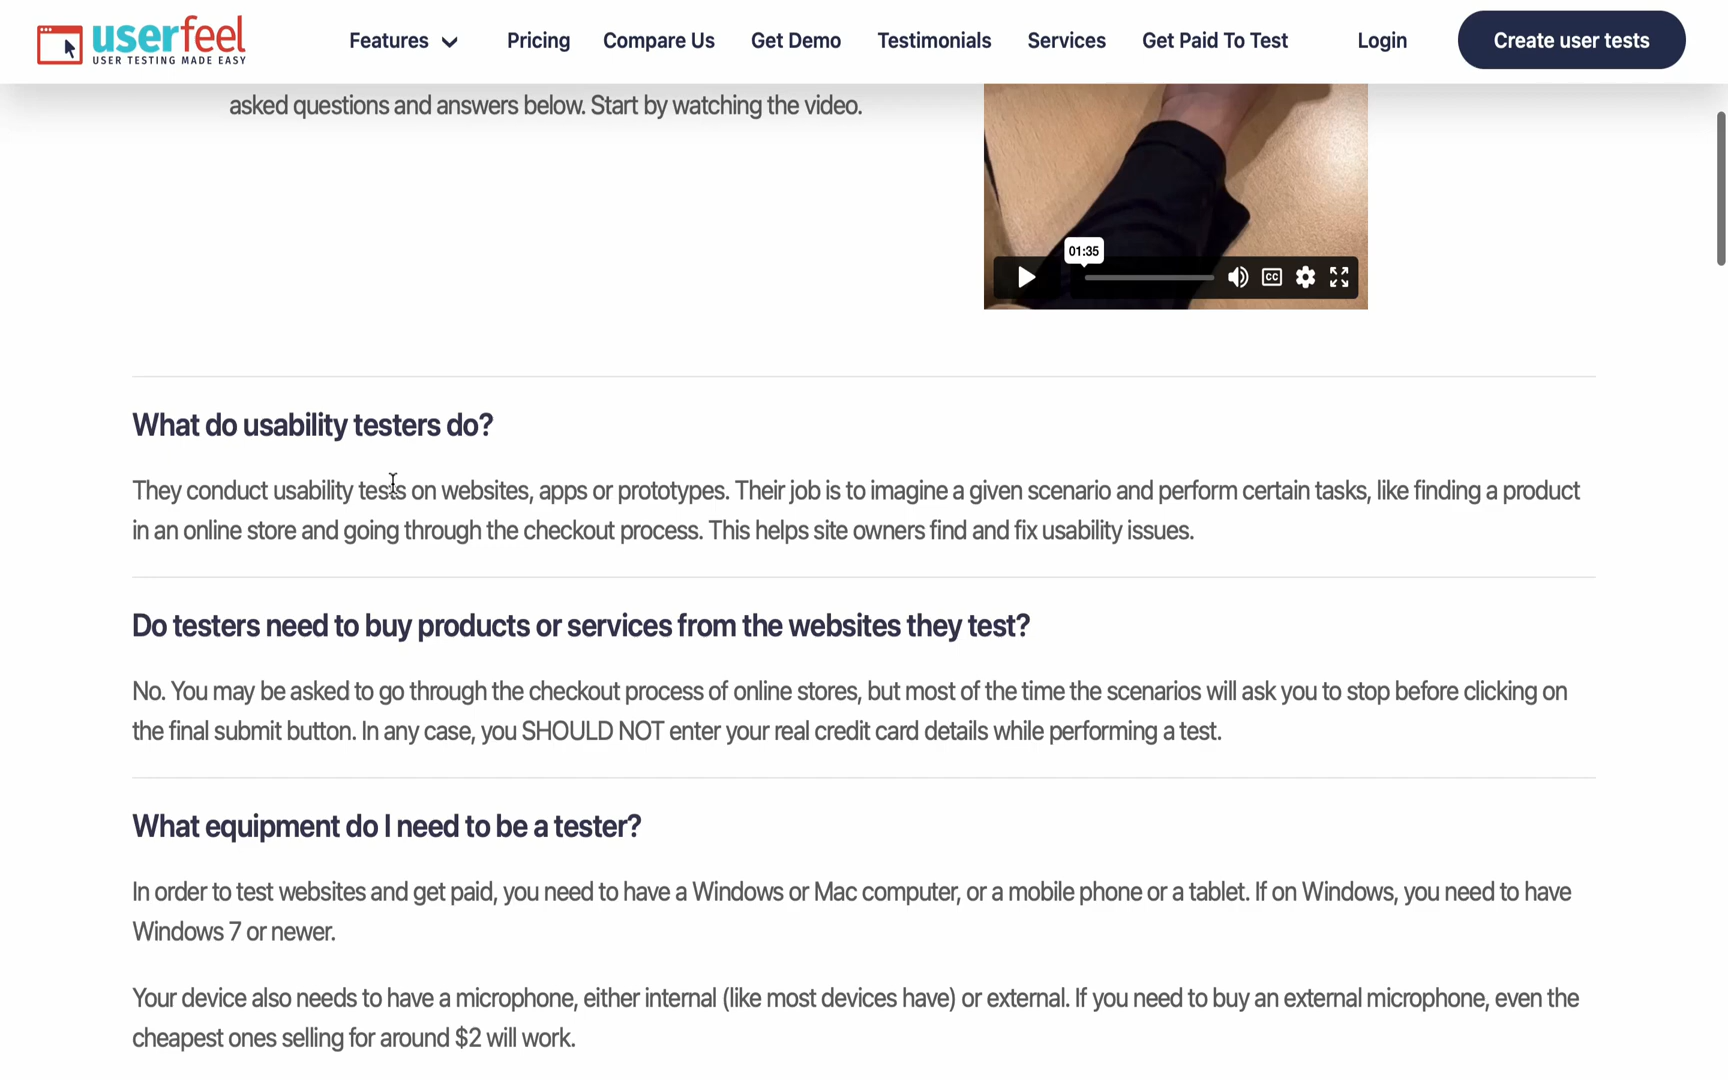 userfeel
USER TESTING MADE EASY
Features
Pricing
Compare Us
Get Demo
Testimonials
Services
Get Paid To Test
Login
Create user tests
asked questions and answers below. Start by watching the video.
01:35
CC
What do usability testers do?
They conduct usability tests on websites, apps or prototypes. Their job is to imagine a given scenario and perform certain tasks, like finding a product
in an online store and going through the checkout process. This helps site owners find and fix usability issues.
Do testers need to buy products or services from the websites they test?
No. You may be asked to go through the checkout process of online stores, but most of the time the scenarios will ask you to stop before clicking on
the final submit button. In any case, you SHOULD NOT enter your real credit card details while performing a test.
What equipment do I need to be a tester?
In order to test websites and get paid, you need to have a Windows or Mac computer, or a mobile phone or a tablet. If on Windows, you need to have
Windows 7 or newer.
Your device also needs to have a microphone, either internal (like most devices have) or external. If you need to buy an external microphone, even the
cheapest ones selling for around $2 will work.